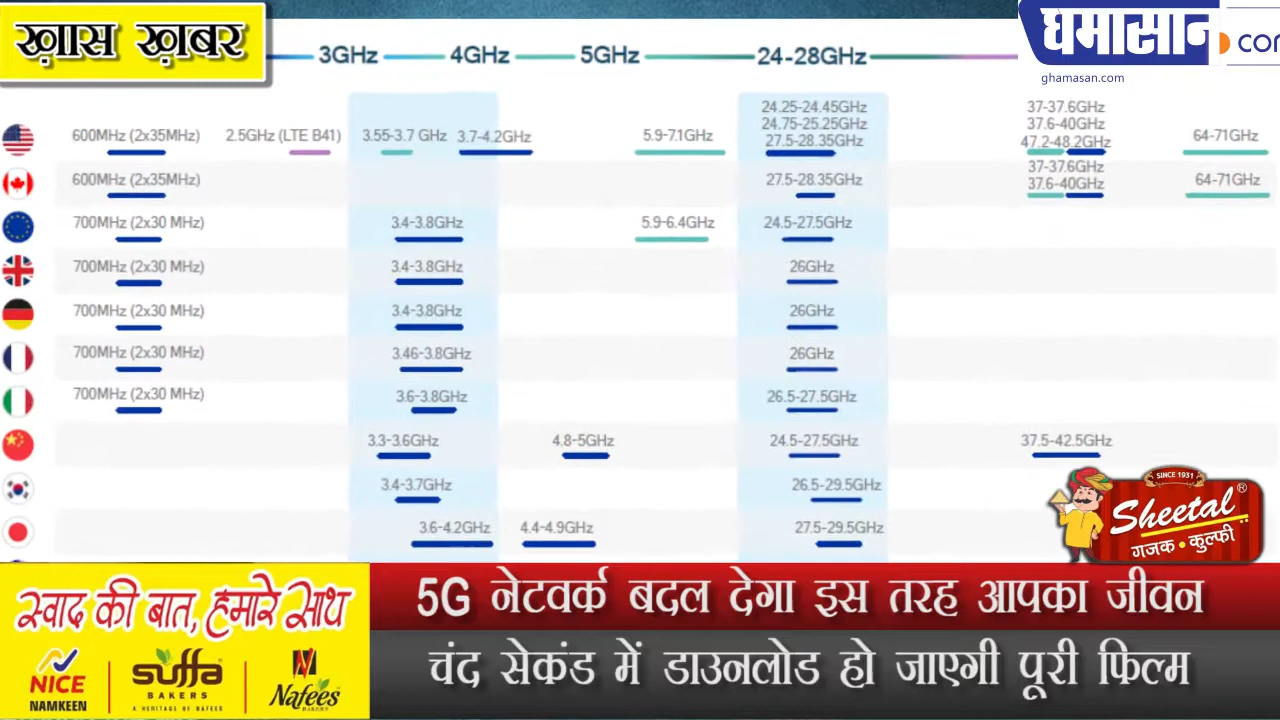 ख़ास ख़बर
3GHz 4GHz 5GHz 24-28GHz
घमासान.com
ghamasan.com
600MHz (2x35MHz) 2.5GHz (LTE B41) 3.55-3.7 GHz 3.7-4.2GHz 5.9-7.1GHz
24.25-24.45GHz
24.75-25.25GHz
27.5-28.35GHz
37-37.6GHz
37.6-40GHz
47.2-48.2GHz
64-71GHz
600MHz (2x35MHz) 27.5-28.35GHz
37-37.6GHz
37.6-40GHz
64-71GHz
700MHz (2x30 MHz) 3.4-3.8GHz 5.9-6.4GHz 24.5-27.5GHz
700MHz (2x30 MHz) 3.4-3.8GHz 26GHz
700MHz (2x30 MHz) 3.4-3.8GHz 26GHz
700MHz (2x30 MHz) 3.46-3.8GHz 26GHz
700MHz (2x30 MHz) 3.6-3.8GHz 26.5-27.5GHz
3.3-3.6GHz 4.8-5GHz 24.5-27.5GHz 37.5-42.5GHz
3.4-3.7GHz 26.5-29.5GHz
3.6-4.2GHz 4.4-4.9GHz 27.5-29.5GHz
SINCE 1931
Sheetal®
गजक • कुल्फी
स्वाद की बात, हमारे साथ
NICE
NAMKEEN
Suffa
BAKERS
A HERITAGE OF NAFEES
Nafees
BAKERS
5G नेटवर्क बदल देगा इस तरह आपका जीवन
चंद सेकंड में डाउनलोड हो जाएगी पूरी फिल्म